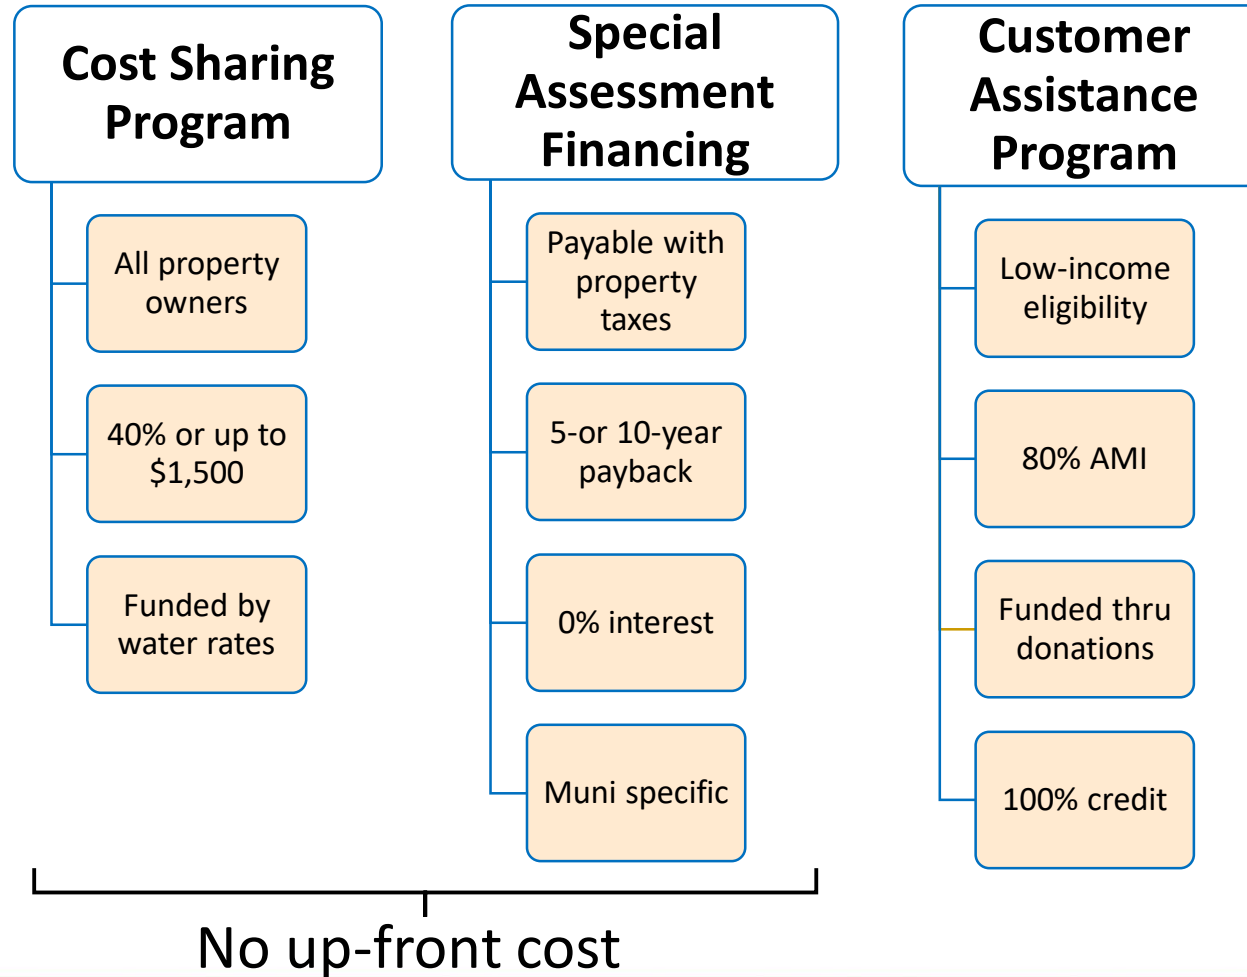 Cost Sharing
Program
All property
owners
40% or up to
$1,500
Funded by
water rates
Special
Assessment
Financing
Payable with
property
taxes
5-or 10-year
payback
0% interest
Muni specific
Customer
Assistance
Program
Low-income
eligibility
80% AMI
Funded thru
donations
100% credit
No up-front cost